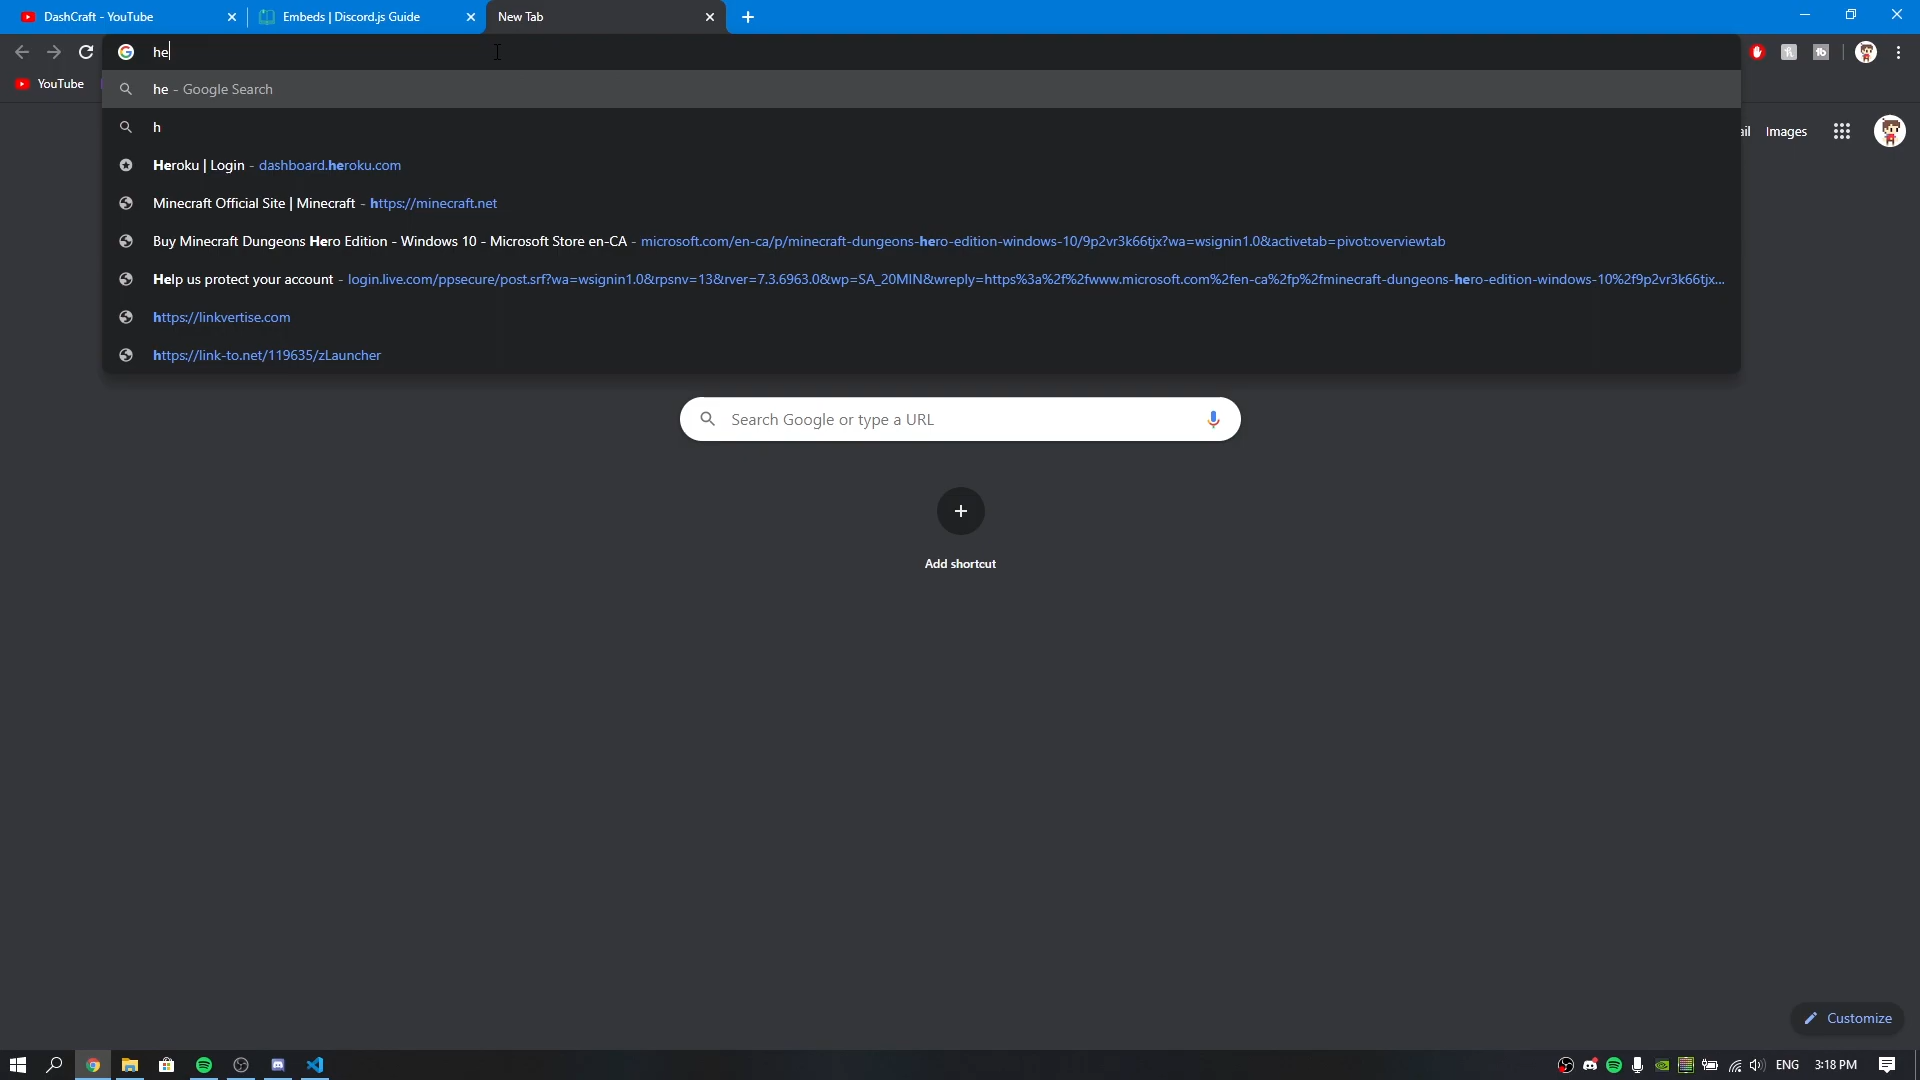 DashCraft - YouTube
Embeds | Discord.js Guide
New Tab
he
YouTube
he - Google Search
h
ail Images
Heroku | Login - dashboard.heroku.com
Minecraft Official Site | Minecraft - https://minecraft.net
Buy Minecraft Dungeons Hero Edition - Windows 10 - Microsoft Store en-CA - microsoft.com/en-ca/p/minecraft-dungeons-hero-edition-windows-10/9p2vr3k66tjx?wa=wsignin1.0&activetab=pivot:overviewtab
Help us protect your account - login.live.com/ppsecure/post.srf?wa=wsignin1.0&rpsnv=13&rver=7.3.6963.0&wp=SA_20MIN&wreply=https%3a%2f%2fwww.microsoft.com%2fen-ca%2fp%2fminecraft-dungeons-hero-edition-windows-10%2f9p2vr3k66tjx...
https://linkvertise.com
https://link-to.net/119635/zLauncher
Search Google or type a URL
Add shortcut
Customize
ENG 3:18 PM